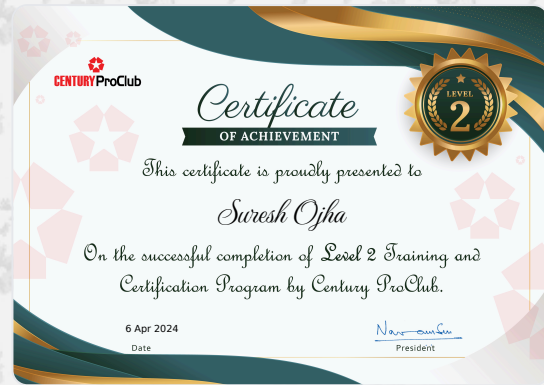 CENTURY ProClub
Certificate
OF ACHIEVEMENT
LEVEL
2
This certificate is proudly presented to
Suresh Ojha
On the successful completion of Level 2 Training and
Certification Program by Century ProClub.
6 Apr 2024
Date
President